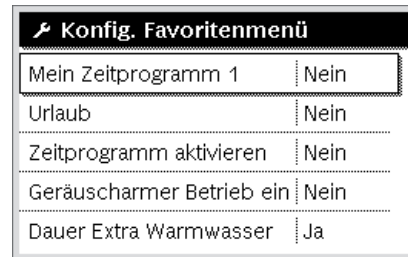 Konfig. Favoritenmenü
Mein Zeitprogramm 1 Nein
Urlaub Nein
Zeitprogramm aktivieren Nein
Geräuscharmer Betrieb ein Nein
Dauer Extra Warmwasser Ja